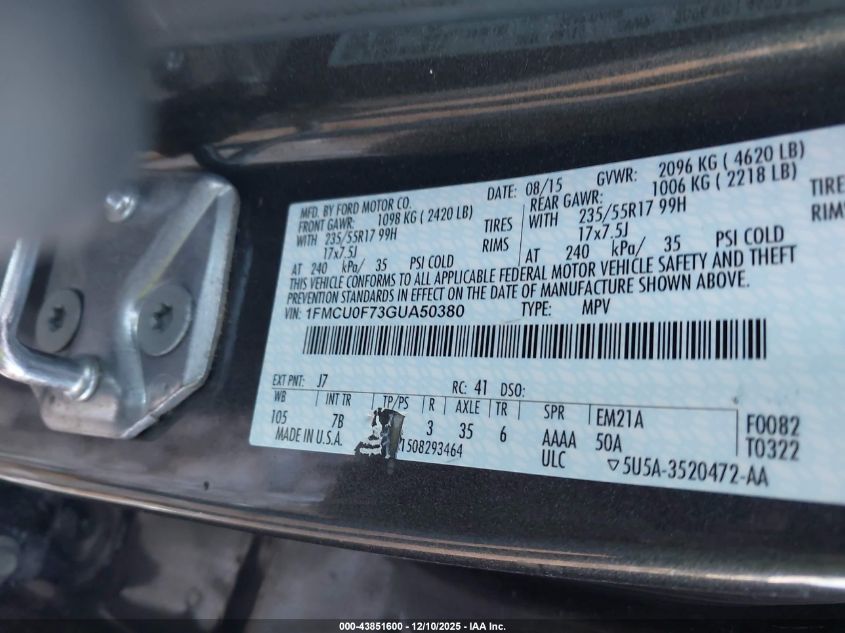 MFD. BY FORD MOTOR CO. DATE: 08/15 GVWR: 2096 KG ( 4620 LB)
FRONT GAWR: 1098 KG ( 2420 LB) REAR GAWR: 1006 KG ( 2218 LB)
WITH 235/55R17 99H TIRES WITH 235/55R17 99H TIRE
17x7.5J RIMS 17x7.5J RIMS
AT 240 kPa/ 35 PSI COLD AT 240 kPa/ 35 PSI COLD
THIS VEHICLE CONFORMS TO ALL APPLICABLE FEDERAL MOTOR VEHICLE SAFETY AND THEFT
PREVENTION STANDARDS IN EFFECT ON THE DATE OF MANUFACTURE SHOWN ABOVE.
VIN: 1FMCU0F73GUA50380 TYPE: MPV
EXT PNT: J7 RC: 41 DSO:
WB INT TR TP/PS R AXLE TR SPR EM21A F0082
105 7B 3 35 6 AAAA 50A T0322
MADE IN U.S.A. 1508293464 ULC ▽5U5A-3520472-AA
000-43851600 - 12/10/2025 - IAA Inc.